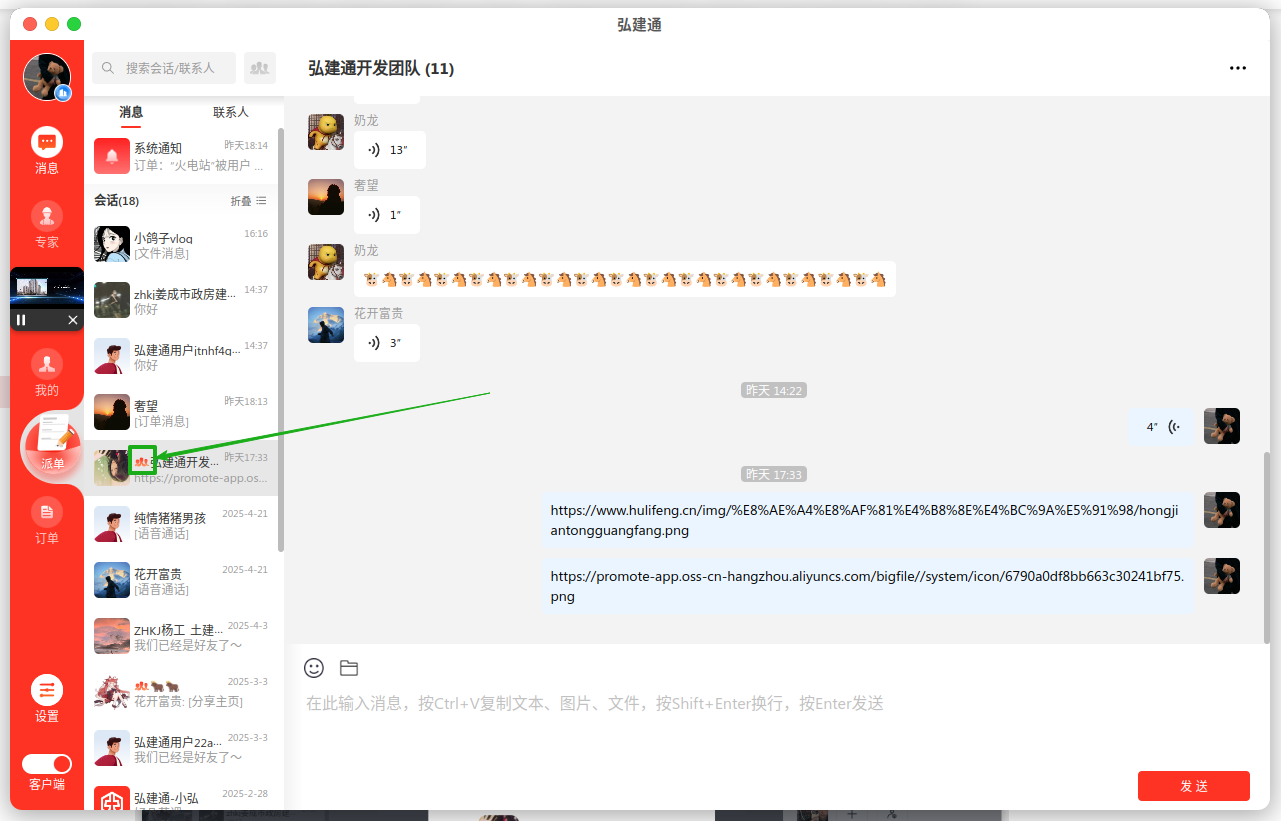 弘建通
搜索会话/联系人
消息
联系人
系统通知
昨天18:14
订单：“火电站”被用户 ...
会话(18)
折叠
小鸽子vlog
16:16
[文件消息]
zhkj姜成市政房建...
14:37
你好
弘建通用户jtnhf4q...
14:37
你好
奢望
昨天18:13
[订单消息]
弘建通开发...
昨天17:33
https://promote-app.os...
纯情猪猪男孩
2025-4-21
[语音通话]
花开富贵
2025-4-21
[语音通话]
ZHKJ杨工 土建...
2025-4-3
我们已经是好友了～
2025-3-3
花开富贵: [分享主页]
弘建通用户22a...
2025-3-3
我们已经是好友了～
弘建通-小弘
2025-2-28
消息
专家
我的
派单
订单
设置
客户端
弘建通开发团队 (11)
奶龙
13”
奢望
1”
奶龙
花开富贵
3”
昨天 14:22
4”
昨天 17:33
https://www.hulifeng.cn/img/%E8%AE%A4%E8%AF%81%E4%B8%8E%E4%BC%9A%E5%91%98/hongji
antongguangfang.png
https://promote-app.oss-cn-hangzhou.aliyuncs.com/bigfile//system/icon/6790a0df8bb663c30241bf75.
png
在此输入消息，按Ctrl+V复制文本、图片、文件，按Shift+Enter换行，按Enter发送
发 送